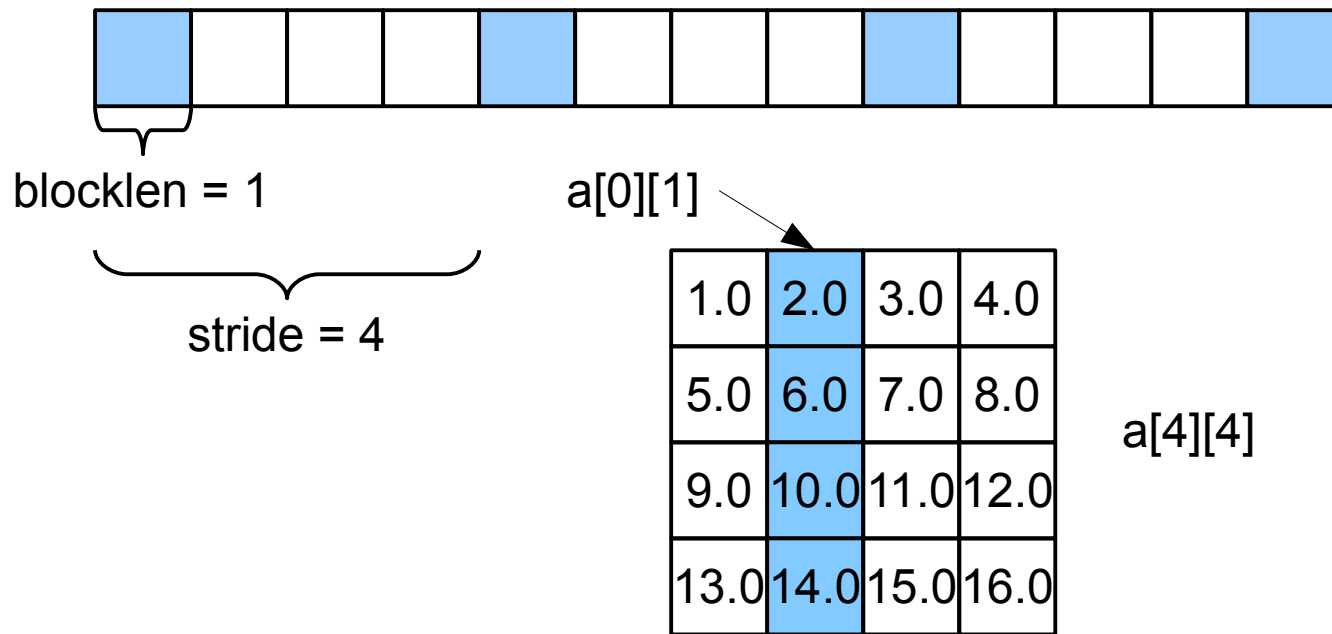 blocklen = 1
a[0][1]
stride = 4
1.0 2.0 3.0 4.0
5.0 6.0 7.0 8.0
a[4][4]
9.0 10.0 11.0 12.0
13.0 14.0 15.0 16.0